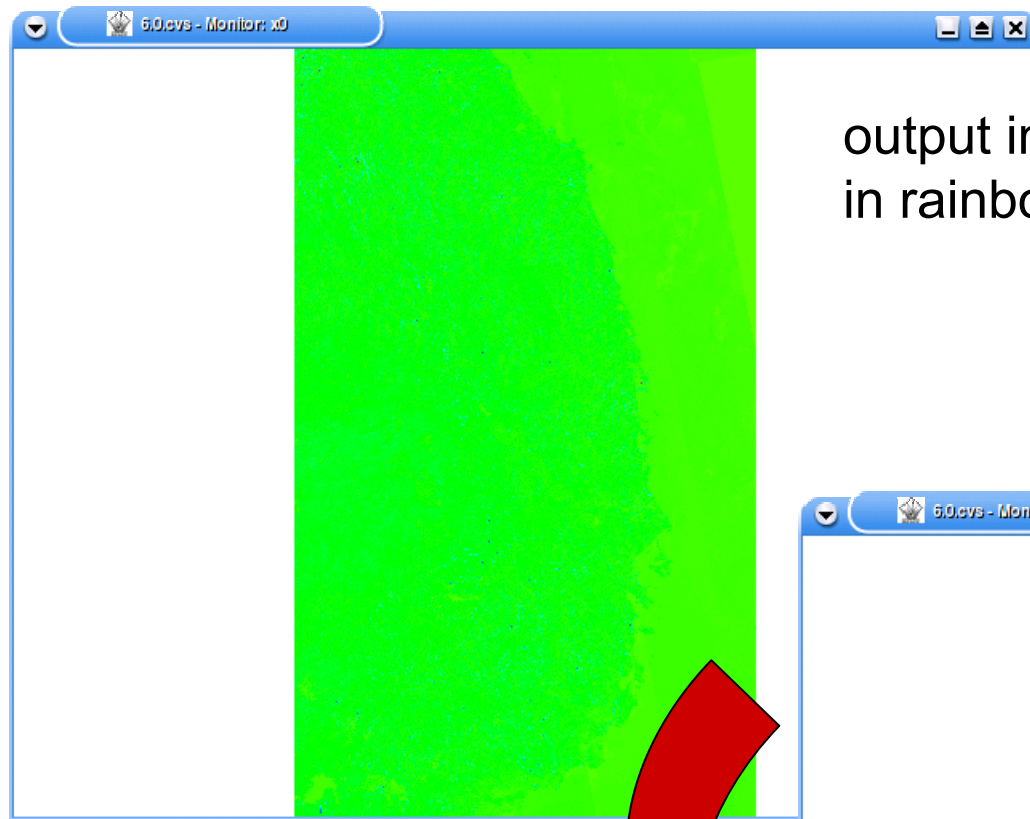 6.0.cvs - Monitor: x0
output in
in rainbo
6.0.cvs - Mon